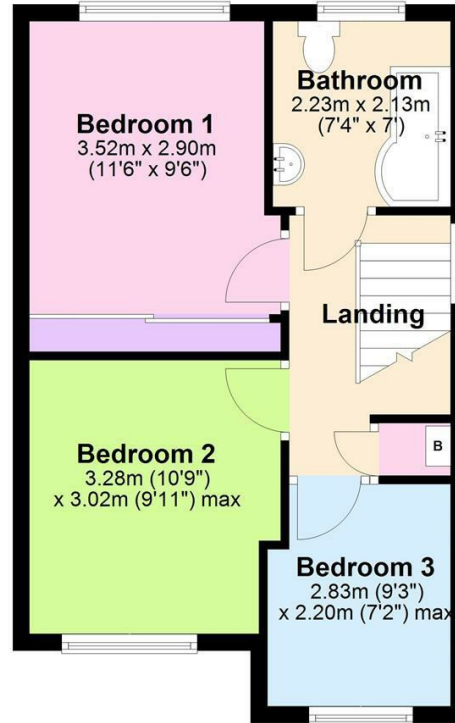 Bathroom
2.23m x 2.13m
(7'4" x 7')
Bedroom 1
3.52m x 2.90m
(11'6" x 9'6")
Landing
B
Bedroom 2
3.28m (10'9")
x 3.02m (9'11") max
Bedroom 3
2.83m (9'3")
x 2.20m (7'2") max